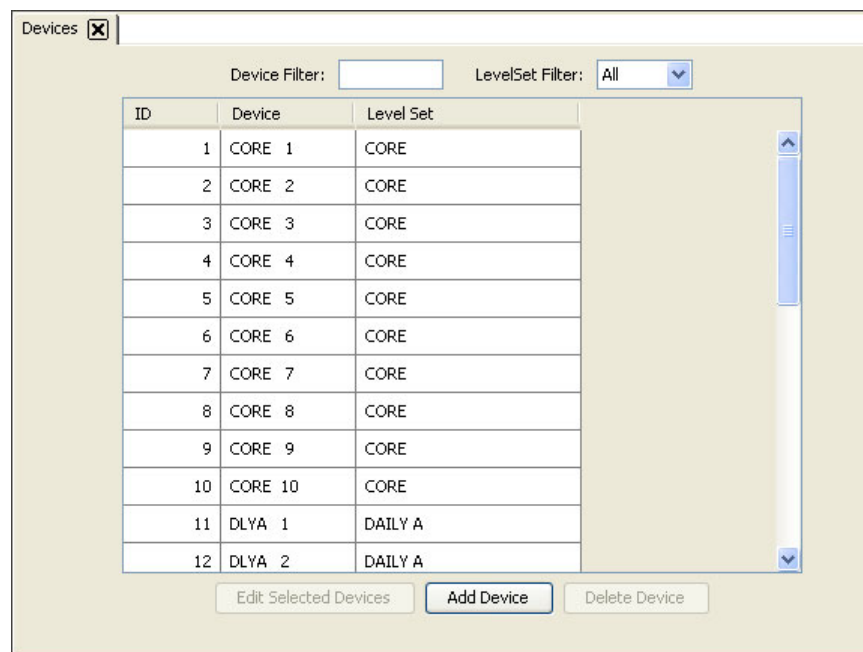 Devices
Device Filter: LevelSet Filter: All
ID Device Level Set
1 CORE 1 CORE
2 CORE 2 CORE
3 CORE 3 CORE
4 CORE 4 CORE
5 CORE 5 CORE
6 CORE 6 CORE
7 CORE 7 CORE
8 CORE 8 CORE
9 CORE 9 CORE
10 CORE 10 CORE
11 DLYA 1 DAILY A
12 DLYA 2 DAILY A
Edit Selected Devices Add Device Delete Device